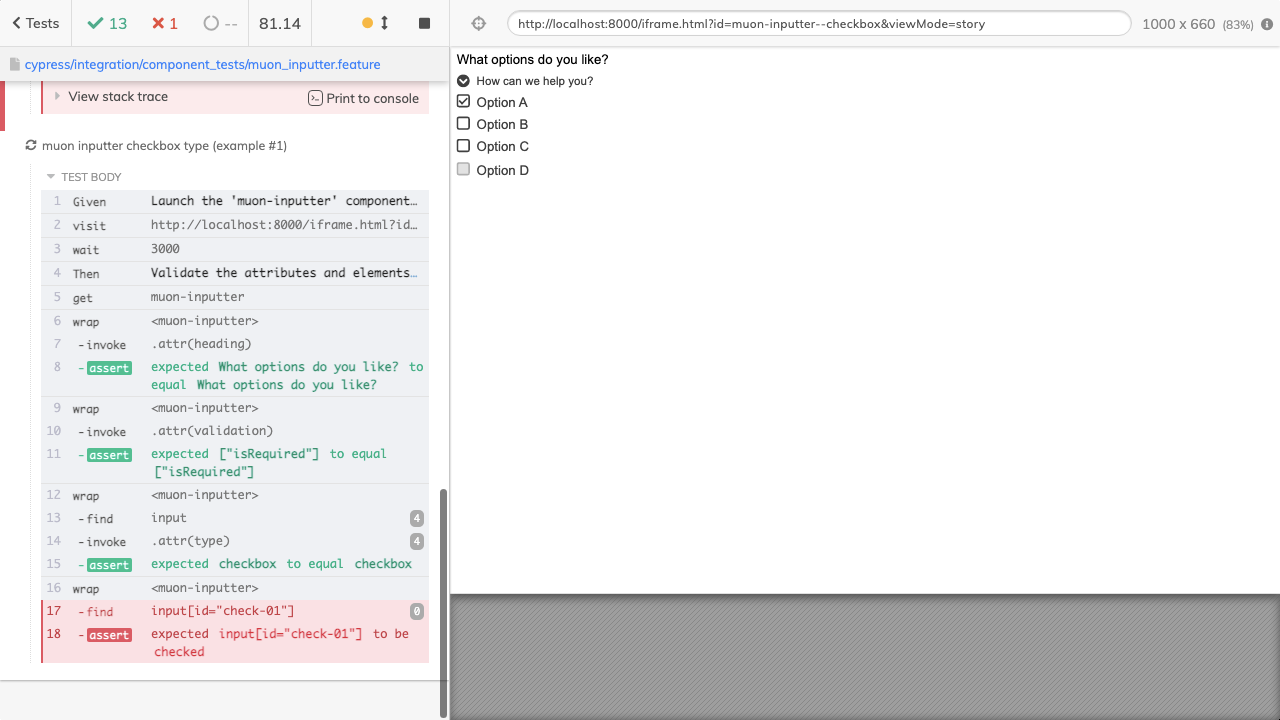 Tests 13 1 -- 81.14
http://localhost:8000/iframe.html?id=muon-inputter--checkbox&viewMode=story 1000 x 660 (83%)
cypress/integration/component_tests/muon_inputter.feature
View stack trace Print to console
muon inputter checkbox type (example #1)
TEST BODY
1 Given Launch the 'muon-inputter' component…
2 visit http://localhost:8000/iframe.html?id…
3 wait 3000
4 Then Validate the attributes and elements…
5 get muon-inputter
6 wrap <muon-inputter>
7 -invoke .attr(heading)
8 -assert expected What options do you like? to
equal What options do you like?
9 wrap <muon-inputter>
10 -invoke .attr(validation)
11 -assert expected ["isRequired"] to equal
["isRequired"]
12 wrap <muon-inputter>
13 -find input 4
14 -invoke .attr(type) 4
15 -assert expected checkbox to equal checkbox
16 wrap <muon-inputter>
17 -find input[id="check-01"] 0
18 -assert expected input[id="check-01"] to be
checked
What options do you like?
How can we help you?
Option A
Option B
Option C
Option D